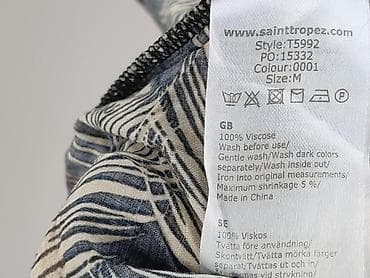 www.sainttropez.com
Style:T5992
PO:15332
Colour:0001
Size:M
GB
100% Viscose
Wash before use/
Gentle wash/Wash dark colors
separately/Wash inside out/
Iron into original measurements/
Maximum shrinkage 5 %/
Made in China
SE
100% Viskos
Tvätta före användning/
Skontvätt/Tvätta mörka färger
separat/Tvättas ut och in/
vid strykning